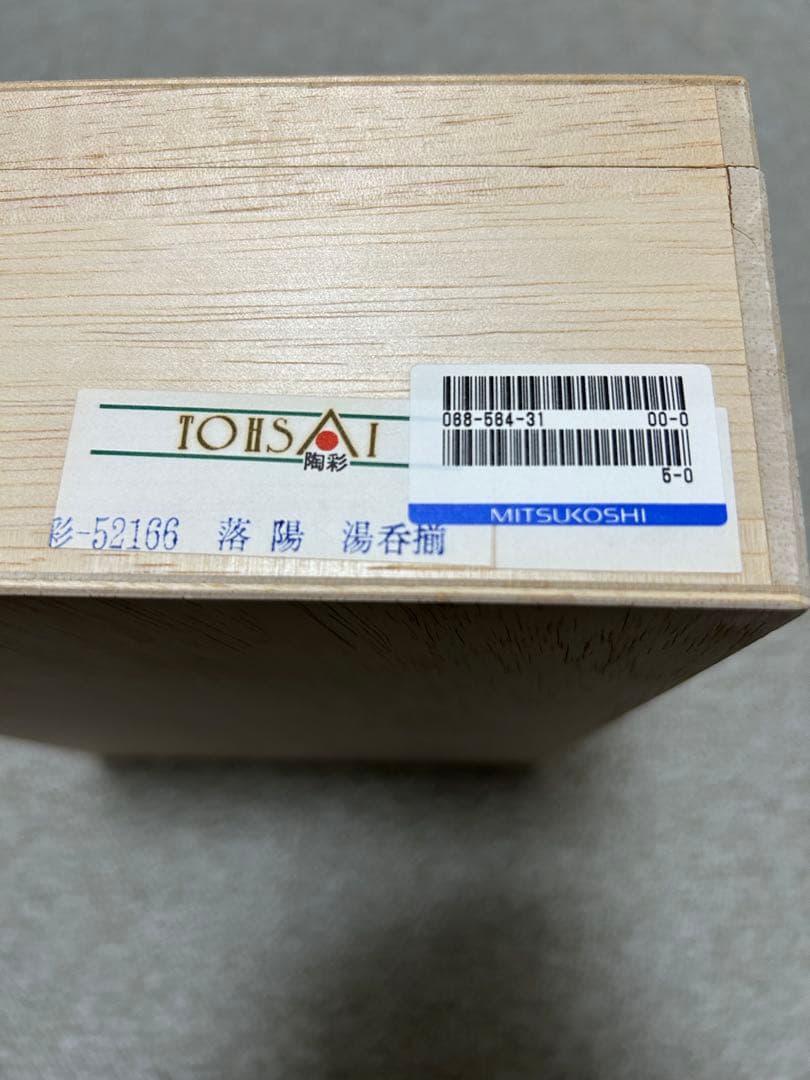 TOHSAI
陶彩
彩-52166 落陽 湯呑揃
088-584-31 00-0
5-0
MITSUKOSHI